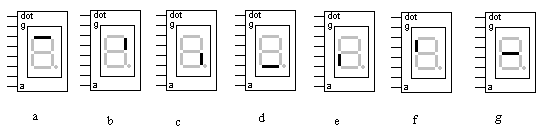 dot dot dot dot dot dot dot
g g g g g g g
a a a a a a a
a b c d e f g